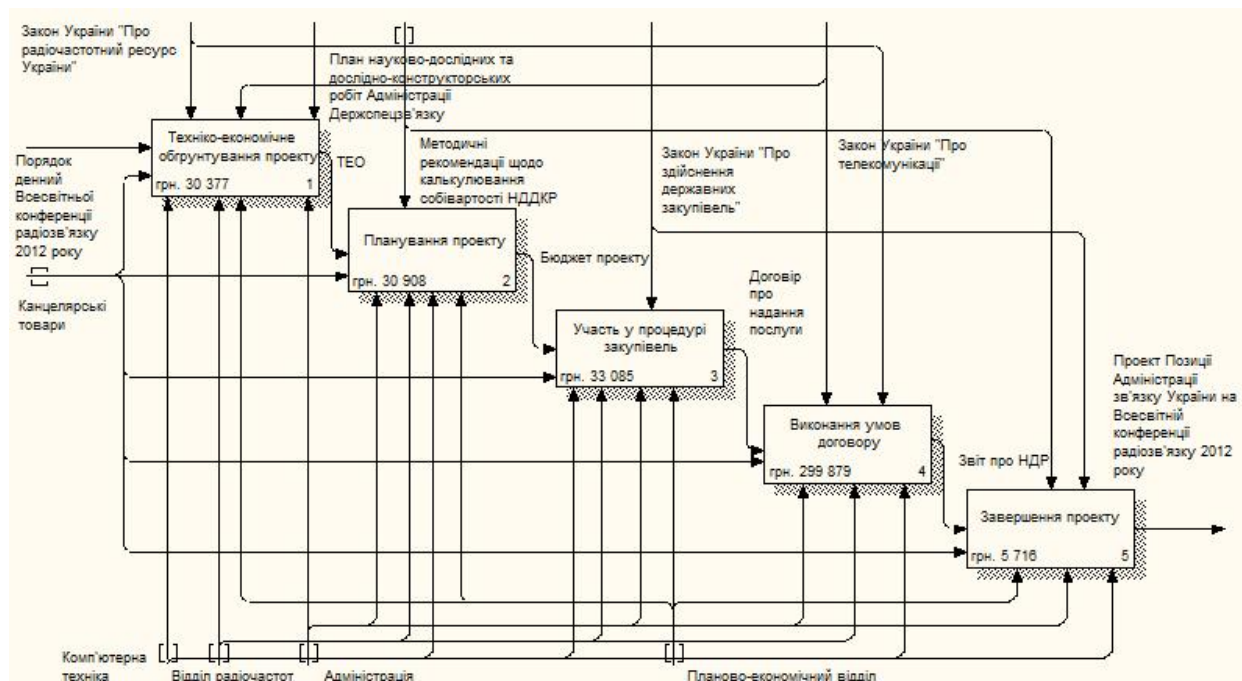 Закон України "Про
радіочастотний ресурс
України"
План науково-дослідних та
дослідно-конструкторських
робіт Адміністрації
Держспецзв'язку
Техніко-економічне
обгрунтування проекту
грн. 30 377 1
ТЕО
Порядок
денний
Всесвітньої
конференції
радіозв'язку
2012 року
Канцелярські
товари
Методичні
рекомендації щодо
калькулювання
собівартості НДДКР
Закон України "Про
здійснення
державних
закупівель"
Закон України "Про
телекомунікації"
Планування проекту
грн. 30 908 2
Бюджет проекту
Участь у процедурі
закупівель
грн. 33 085 3
Договір
про
надання
послуги
Виконання умов
договору
грн. 299 879 4
Звіт про НДР
Проект Позиції
Адміністрації
зв'язку України на
Всесвітній
конференції
радіозв'язку 2012
року
Завершення проекту
грн. 5 716 5
Комп'ютерна
техніка
Відділ радіочастот
Адміністрація
Планово-економічний відділ